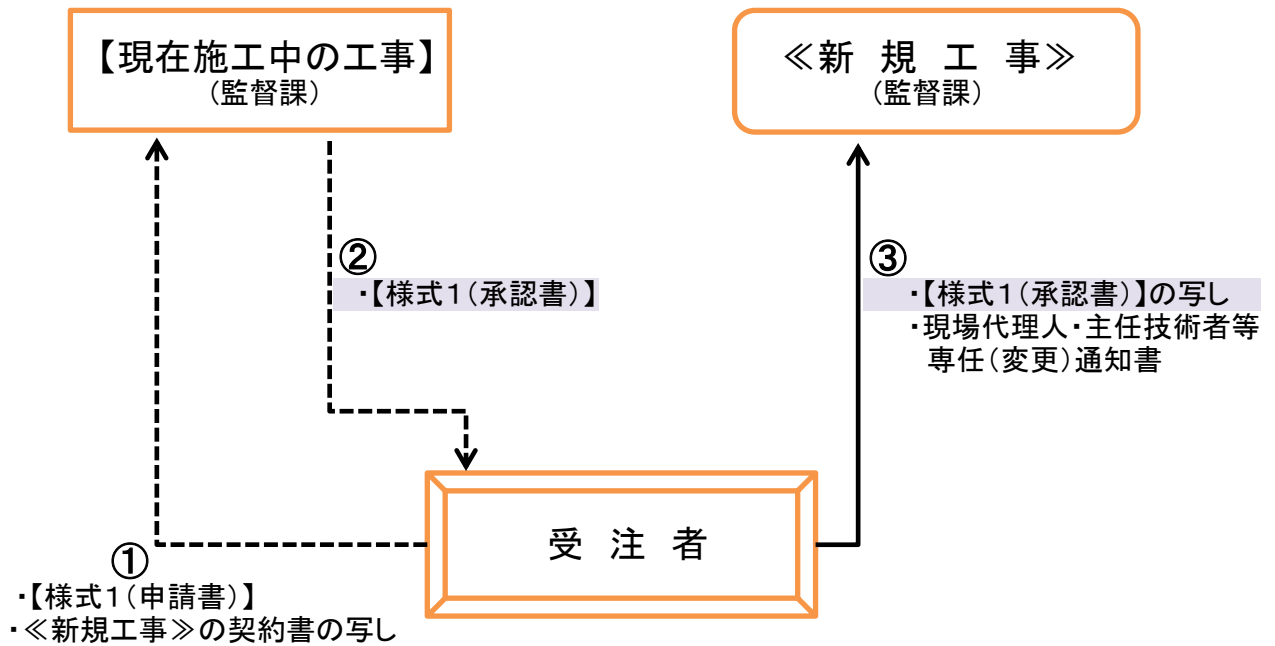 【現在施工中の工事】
(監督課)
≪新 規 工 事≫
(監督課)
②
・【様式1(承認書)】
③
・【様式1(承認書)】の写し
・現場代理人・主任技術者等
専任(変更)通知書
受 注 者
①
・【様式1(申請書)】
・≪新規工事≫の契約書の写し